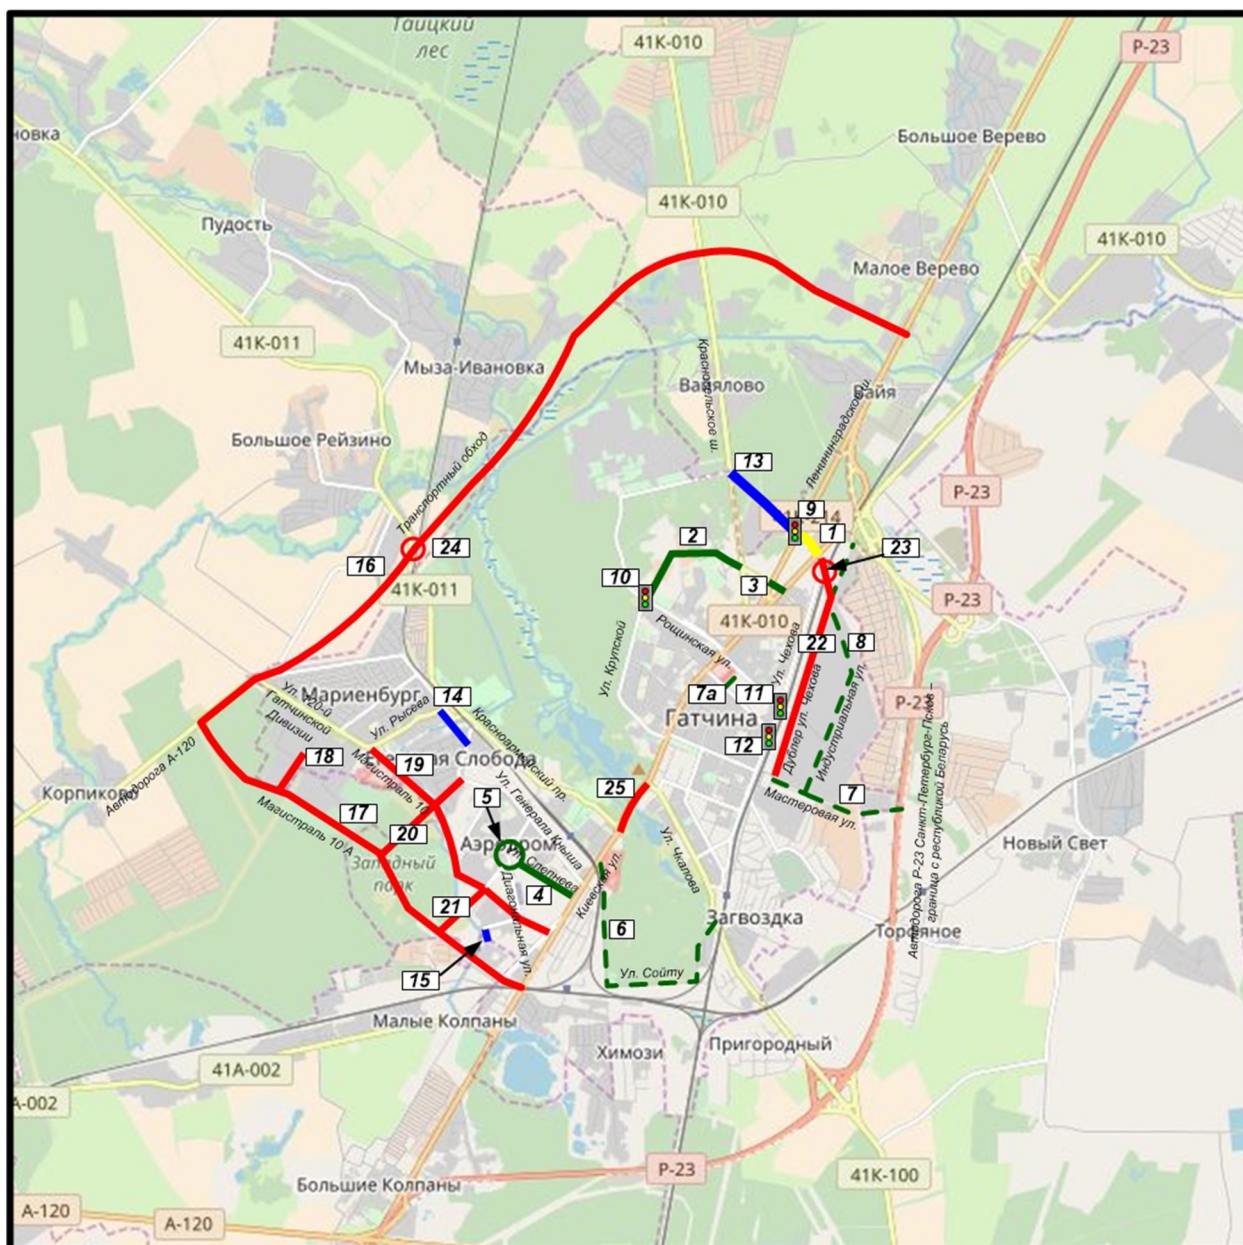 Таицкий
лес
41К-010
Р-23
новка
Большое Верево
41К-010
Пудость
41К-010
Малое Верево
41К-011
Красносельское ш.
Мыза-Ивановка
Вайялово
Вайя
Ленинградское ш.
Большое Рейзино
Транспортный обход
13
Р-23
9
1
2
23
16
24
10
3
41К-011
41К-010
Р-23
Рощинская ул.
Ул. Крупской
Ул. Чехова
22
8
Ул. 120-й
Гатчинской
Дивизии
Мариенбург
14
7а
11
Р-23
Ул. Рысева
Красноармейский пр.
Гатчина
12
Дублер ул. Чехова
Индустриальная ул.
Автодорога А-120
18
19
Магистраль 1
Корпиково
25
7
Мастеровая ул.
17
Магистраль 10 А
5
Ул. Генерала Кныша
20
Аэродром
Западный
парк
Ул. Слепнева
Киевская ул.
Ул. Чкалова
Новый Свет
Автодорога Р-23 Санкт-Петербург-Псков –
граница с республикой Беларусь
4
21
Диагональная ул.
6
Загвоздка
Торфяное
15
Ул. Сойту
Малые Колпаны
Химози
Пригородный
41А-002
А-002
Р-23
41К-100
Большие Колпаны
А-120
А-120